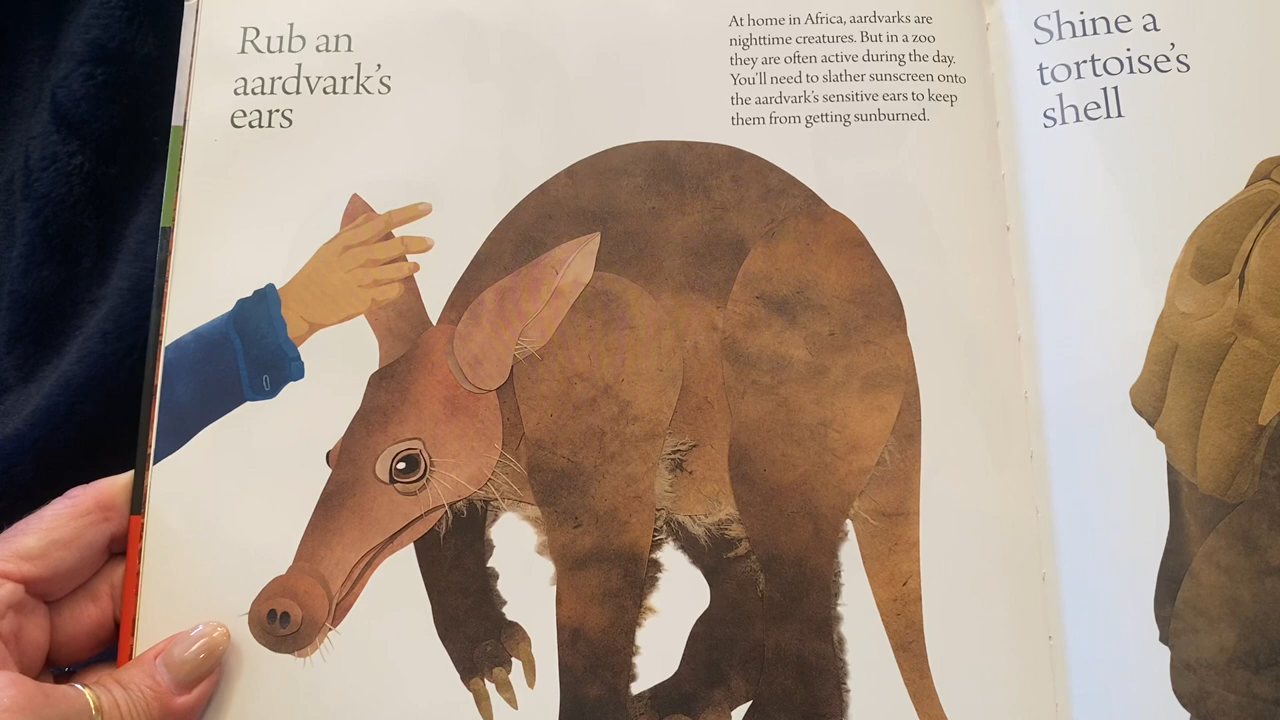 Rub an
aardvark's
ears
At home in Africa, aardvarks are
nighttime creatures. But in a zoo
they are often active during the day.
You'll need to slather sunscreen onto
the aardvark's sensitive ears to keep
them from getting sunburned.
Shine a
tortoise's
shell